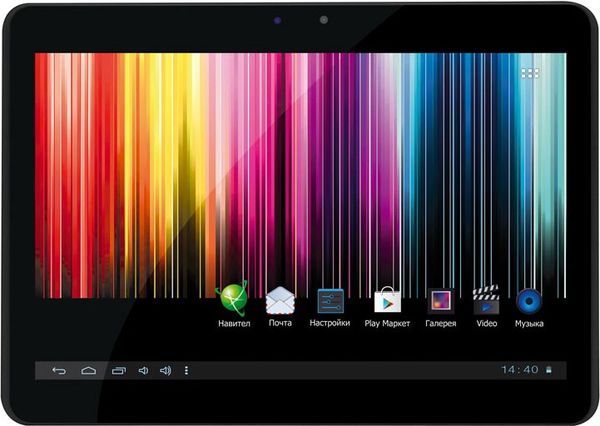 Навител
Почта
Настройки
Play Маркет
Галерея
Video
Музыка
14:40